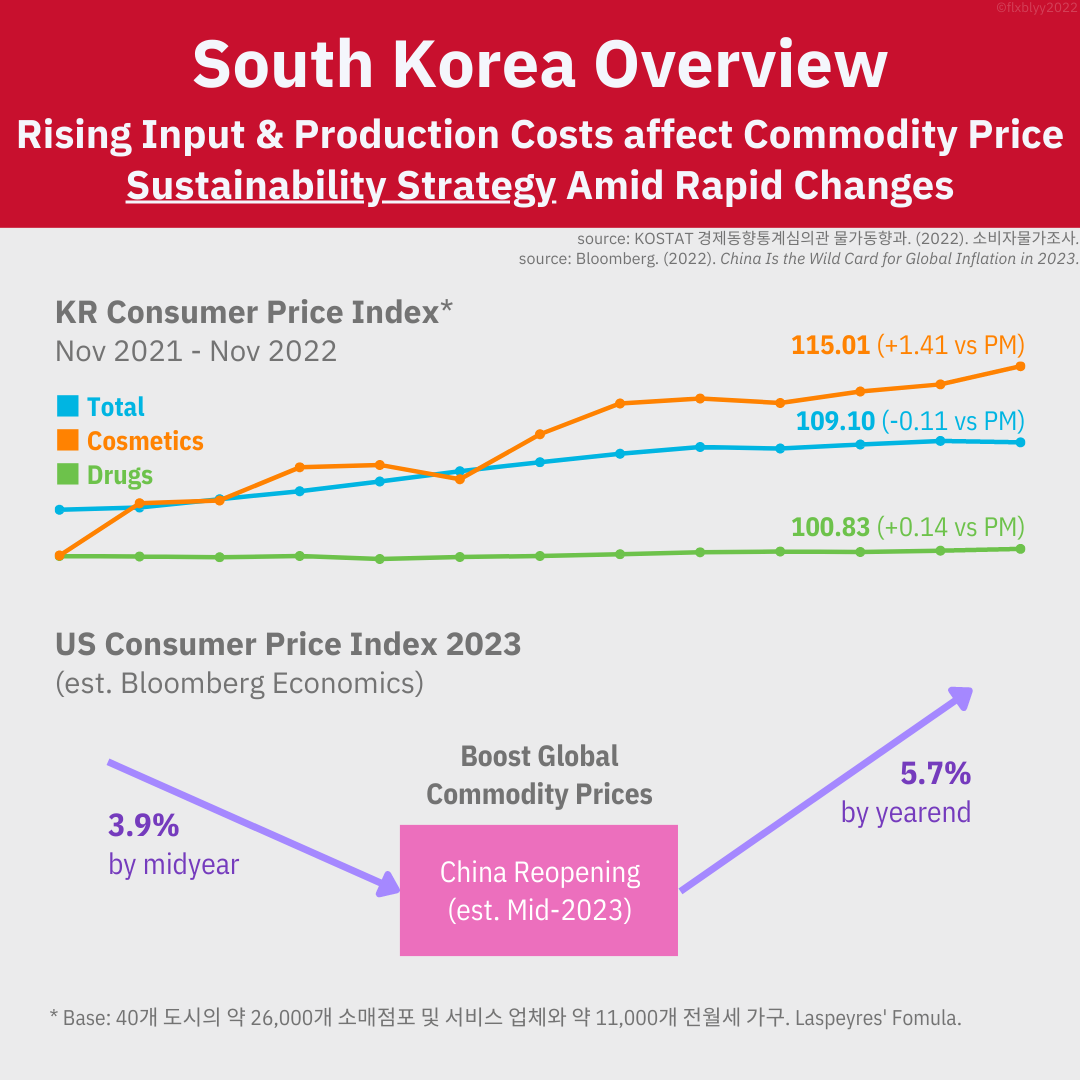 ©flxblyy2022
South Korea Overview
Rising Input & Production Costs affect Commodity Price
Sustainability Strategy Amid Rapid Changes
source: KOSTAT 경제동향통계심의관 물가동향과. (2022). 소비자물가조사.
source: Bloomberg. (2022). China Is the Wild Card for Global Inflation in 2023.
KR Consumer Price Index*
Nov 2021 - Nov 2022
115.01 (+1.41 vs PM)
Total
109.10 (-0.11 vs PM)
Cosmetics
Drugs
100.83 (+0.14 vs PM)
US Consumer Price Index 2023
(est. Bloomberg Economics)
Boost Global
Commodity Prices
3.9%
by midyear
5.7%
by yearend
China Reopening
(est. Mid-2023)
* Base: 40개 도시의 약 26,000개 소매점포 및 서비스 업체와 약 11,000개 전월세 가구. Laspeyres' Fomula.